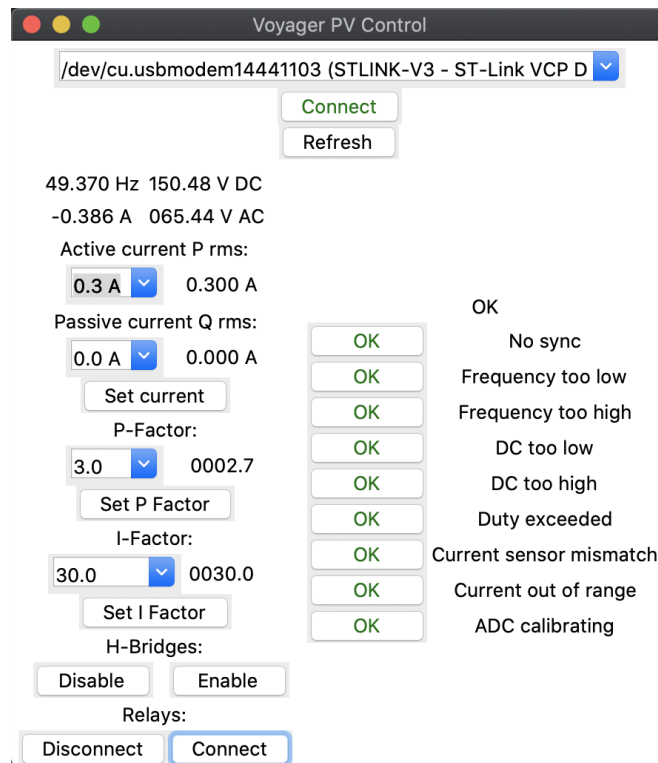 Voyager PV Control
/dev/cu.usbmodem14441103 (STLINK-V3 - ST-Link VCP D
Connect
Refresh
49.370 Hz 150.48 V DC
-0.386 A 065.44 V AC
Active current P rms:
0.3 A 0.300 A
Passive current Q rms:
0.0 A 0.000 A
Set current
P-Factor:
3.0 0002.7
Set P Factor
I-Factor:
30.0 0030.0
Set I Factor
H-Bridges:
Disable Enable
Relays:
Disconnect Connect
OK
OK No sync
OK Frequency too low
OK Frequency too high
OK DC too low
OK DC too high
OK Duty exceeded
OK Current sensor mismatch
OK Current out of range
OK ADC calibrating